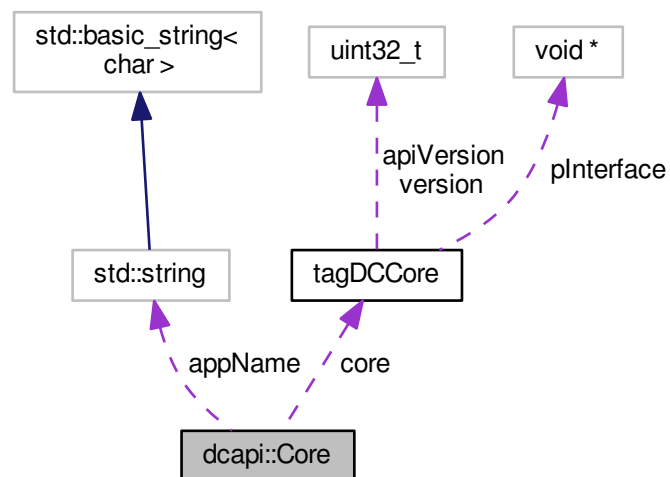 std::basic_string<
char >
uint32_t
void *
apiVersion
version
pInterface
std::string
tagDCCore
appName
core
dcapi::Core